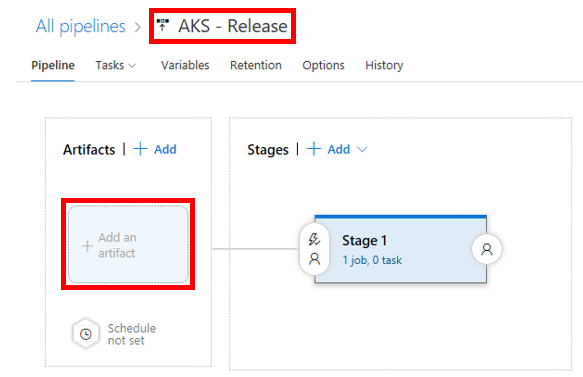 All pipelines > AKS - Release
Pipeline Tasks Variables Retention Options History
Artifacts | + Add
Stages | + Add
+ Add an
artifact
Stage 1
1 job, 0 task
Schedule
not set